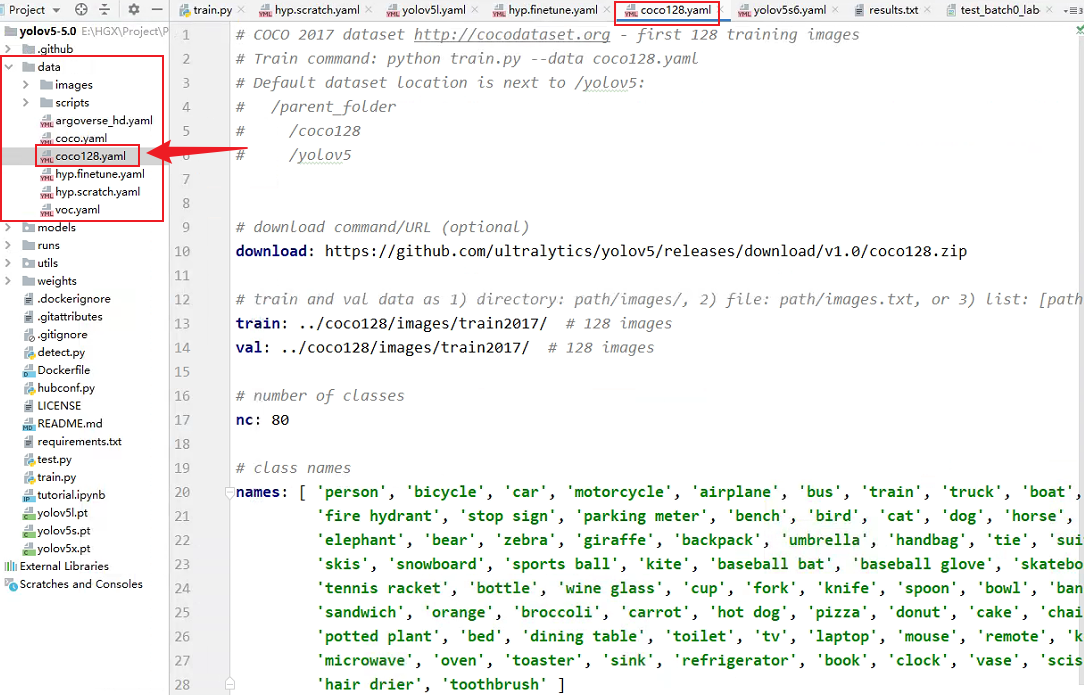 Project
train.py
hyp.scratch.yaml
yolov5l.yaml
hyp.finetune.yaml
coco128.yaml
yolov5s6.yaml
results.txt
test_batch0_lab
yolov5-5.0 E:\HGX\Project\P
.github
data
images
scripts
argoverse_hd.yaml
coco.yaml
coco128.yaml
hyp.finetune.yaml
hyp.scratch.yaml
voc.yaml
models
runs
utils
weights
.dockerignore
.gitattributes
.gitignore
detect.py
Dockerfile
hubconf.py
LICENSE
README.md
requirements.txt
test.py
train.py
tutorial.ipynb
yolov5l.pt
yolov5s.pt
yolov5x.pt
External Libraries
Scratches and Consoles
1 # COCO 2017 dataset http://cocodataset.org - first 128 training images
2 # Train command: python train.py --data coco128.yaml
3 # Default dataset location is next to /yolov5:
4 #   /parent_folder
5 #     /coco128
6 #     /yolov5
7
8
9 # download command/URL (optional)
10 download: https://github.com/ultralytics/yolov5/releases/download/v1.0/coco128.zip
11
12 # train and val data as 1) directory: path/images/, 2) file: path/images.txt, or 3) list: [path
13 train: ../coco128/images/train2017/  # 128 images
14 val: ../coco128/images/train2017/  # 128 images
15
16 # number of classes
17 nc: 80
18
19 # class names
20 names: [ 'person', 'bicycle', 'car', 'motorcycle', 'airplane', 'bus', 'train', 'truck', 'boat',
21 'fire hydrant', 'stop sign', 'parking meter', 'bench', 'bird', 'cat', 'dog', 'horse',
22 'elephant', 'bear', 'zebra', 'giraffe', 'backpack', 'umbrella', 'handbag', 'tie', 'sui
23 'skis', 'snowboard', 'sports ball', 'kite', 'baseball bat', 'baseball glove', 'skatebo
24 'tennis racket', 'bottle', 'wine glass', 'cup', 'fork', 'knife', 'spoon', 'bowl', 'ban
25 'sandwich', 'orange', 'broccoli', 'carrot', 'hot dog', 'pizza', 'donut', 'cake', 'chai
26 'potted plant', 'bed', 'dining table', 'toilet', 'tv', 'laptop', 'mouse', 'remote', 'k
27 'microwave', 'oven', 'toaster', 'sink', 'refrigerator', 'book', 'clock', 'vase', 'scis
28 'hair drier', 'toothbrush' ]